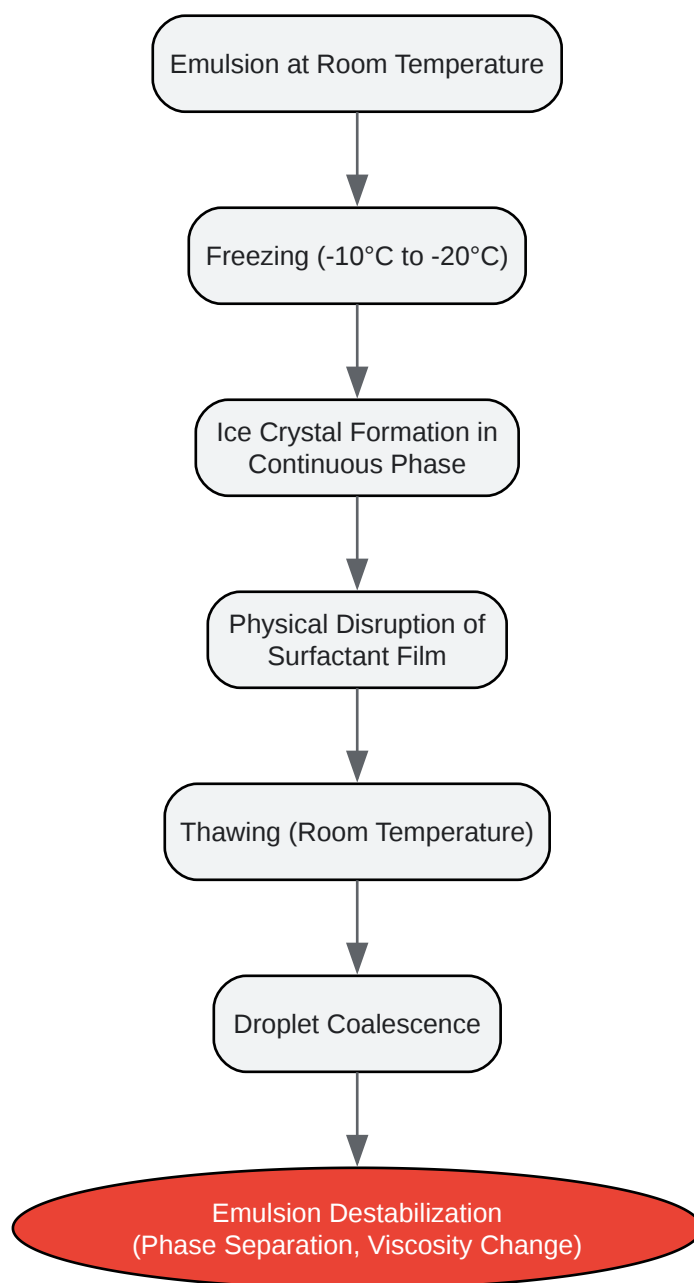 Emulsion at Room Temperature
Freezing (-10°C to -20°C)
Ice Crystal Formation in
Continuous Phase
Physical Disruption of
Surfactant Film
Thawing (Room Temperature)
Droplet Coalescence
Emulsion Destabilization
(Phase Separation, Viscosity Change)